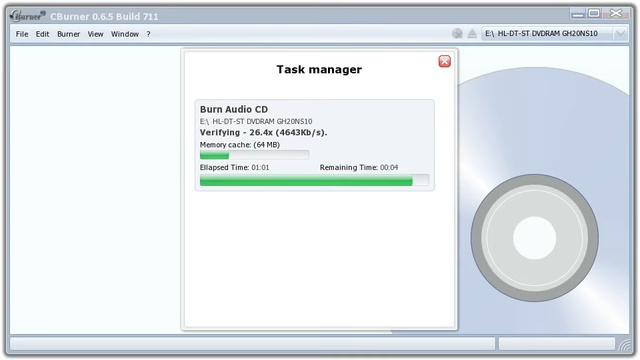 CBurner CBurner 0.6.5 Build 711
File Edit Burner View Window ? E:\ HL-DT-ST DVDRAM GH20NS10
Task manager
Burn Audio CD
E:\ HL-DT-ST DVDRAM GH20NS10
Verifying - 26.4x (4643Kb/s).
Memory cache: (64 MB)
Ellapsed Time: 01:01 Remaining Time: 00:04